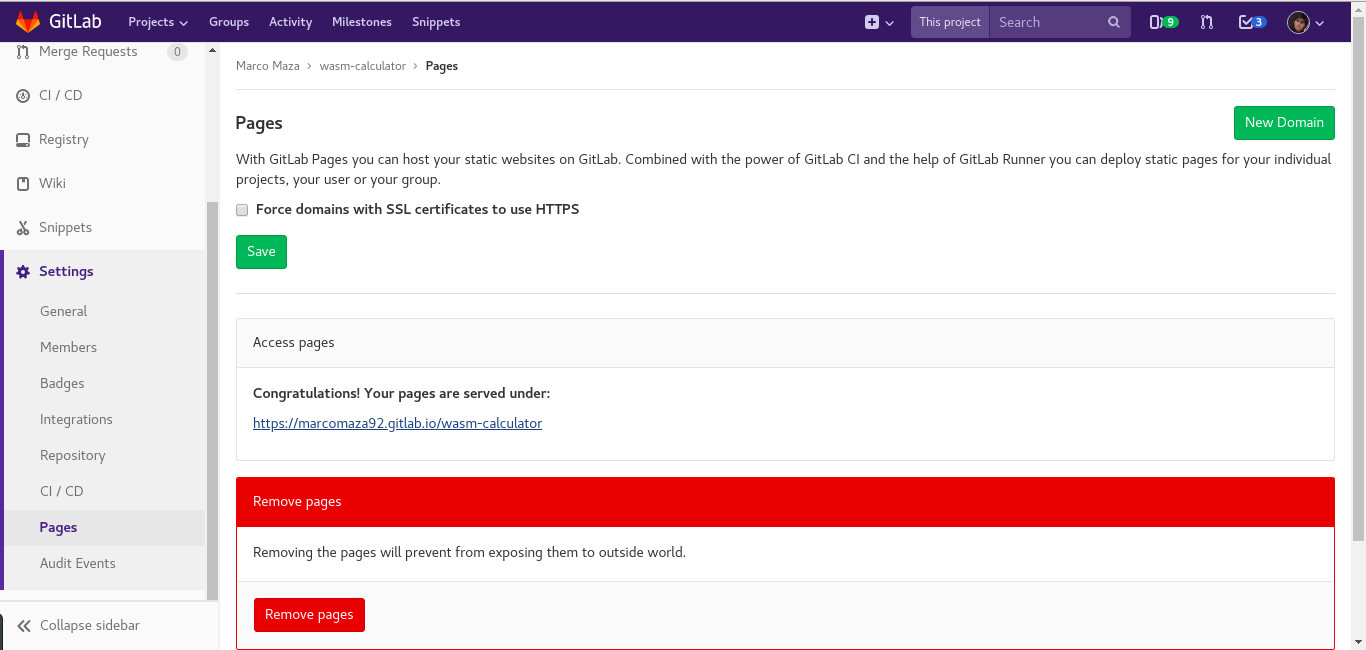 GitLab Projects Groups Activity Milestones Snippets This project Search 9 3
Merge Requests 0
CI / CD
Registry
Wiki
Snippets
Settings
General
Members
Badges
Integrations
Repository
CI / CD
Pages
Audit Events
Collapse sidebar
Marco Maza › wasm-calculator › Pages
Pages
New Domain
With GitLab Pages you can host your static websites on GitLab. Combined with the power of GitLab CI and the help of GitLab Runner you can deploy static pages for your individual
projects, your user or your group.
Force domains with SSL certificates to use HTTPS
Save
Access pages
Congratulations! Your pages are served under:
https://marcomaza92.gitlab.io/wasm-calculator
Remove pages
Removing the pages will prevent from exposing them to outside world.
Remove pages